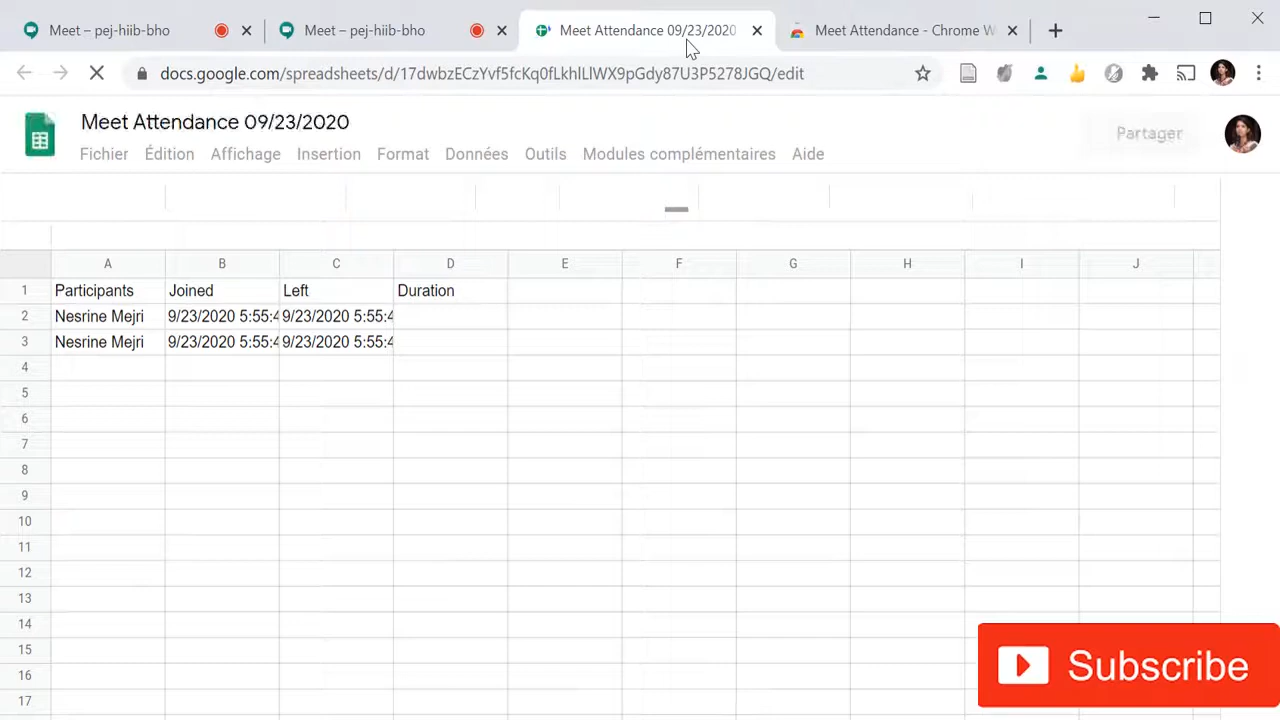 Meet – pej-hiib-bho
Meet – pej-hiib-bho
Meet Attendance 09/23/2020
Meet Attendance - Chrome W
docs.google.com/spreadsheets/d/17dwbzECzYvf5fcKq0fLkhlLlWX9pGdy87U3P5278JGQ/edit
Meet Attendance 09/23/2020
Partager
Fichier Édition Affichage Insertion Format Données Outils Modules complémentaires Aide
A B C D E F G H I J
1 Participants Joined Left Duration
2 Nesrine Mejri 9/23/2020 5:55:4 9/23/2020 5:55:4
3 Nesrine Mejri 9/23/2020 5:55:4 9/23/2020 5:55:4
4
5
6
7
8
9
10
11
12
13
14
15
16
17
Subscribe